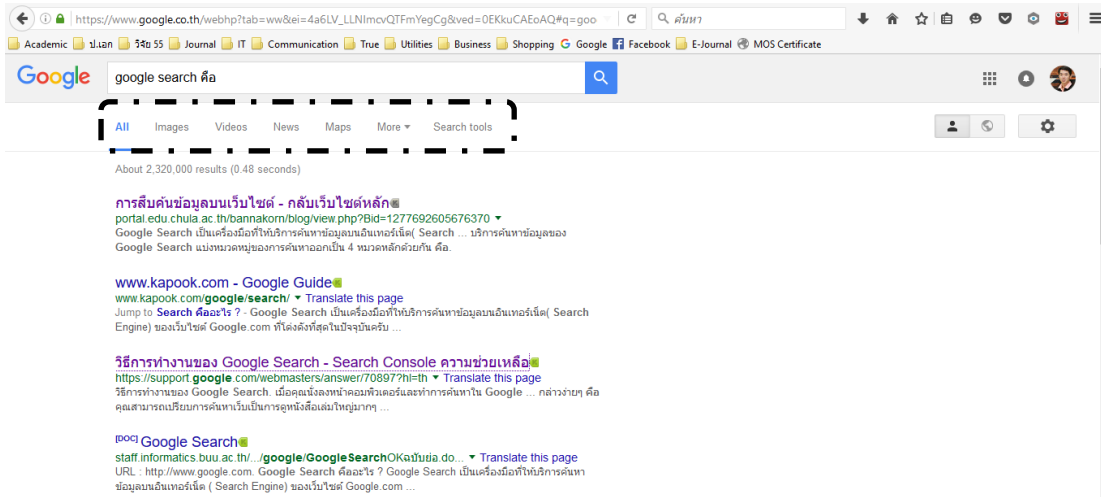 https://www.google.co.th/webhp?tab=ww&ei=4a6LV_LLNImcvQTFmYegCg&ved=0EKkuCAEoAQ#q=goo
ค้นหา
Academic ป.เอก วิจัย 55 Journal IT Communication True Utilities Business Shopping Google Facebook E-Journal MOS Certificate
Google google search คือ
All Images Videos News Maps More Search tools
About 2,320,000 results (0.48 seconds)
การสืบค้นข้อมูลบนเว็บไซต์ - กลับเว็บไซต์หลัก
portal.edu.chula.ac.th/bannakorn/blog/view.php?Bid=1277692605676370
Google Search เป็นเครื่องมือที่ให้บริการค้นหาข้อมูลบนอินเทอร์เน็ต( Search ... บริการค้นหาข้อมูลของ
Google Search แบ่งหมวดหมู่ของการค้นหาออกเป็น 4 หมวดหลักด้วยกัน คือ.
www.kapook.com - Google Guide
www.kapook.com/google/search/ Translate this page
Jump to Search คืออะไร ? - Google Search เป็นเครื่องมือที่ให้บริการค้นหาข้อมูลบนอินเทอร์เน็ต( Search
Engine) ของเว็บไซต์ Google.com ที่โด่งดังที่สุดในปัจจุบันครับ ...
วิธีการทำงานของ Google Search - Search Console ความช่วยเหลือ
https://support.google.com/webmasters/answer/70897?hl=th Translate this page
วิธีการทำงานของ Google Search. เมื่อคุณนั่งลงหน้าคอมพิวเตอร์และทำการค้นหาใน Google ... กล่าวง่ายๆ คือ
คุณสามารถเปรียบการค้นหาเว็บเป็นการดูหนังสือเล่มใหญ่มากๆ ...
[DOC] Google Search
staff.informatics.buu.ac.th/.../google/GoogleSearchOKฉบับย่อ.do... Translate this page
URL : http://www.google.com. Google Search คืออะไร ? Google Search เป็นเครื่องมือที่ให้บริการค้นหา
ข้อมูลบนอินเทอร์เน็ต ( Search Engine) ของเว็บไซต์ Google.com ...